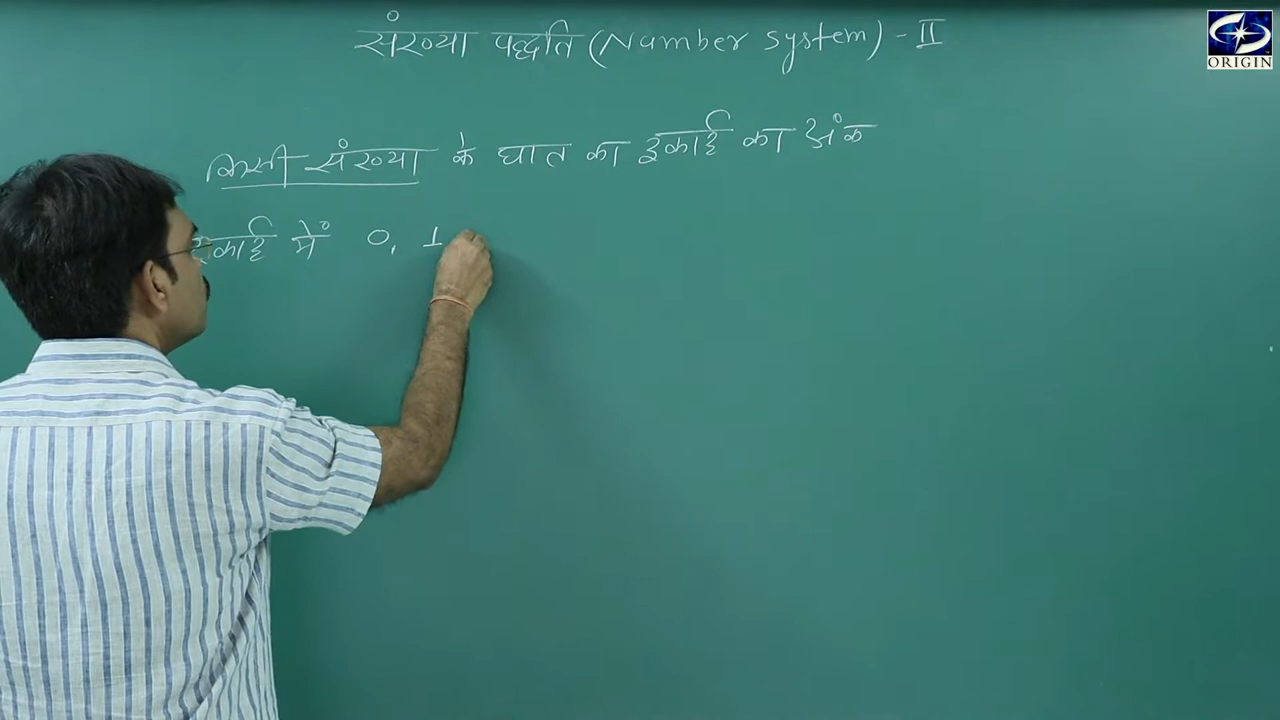 संख्या पद्धति (Number system) - II
ORIGIN
किसी संख्या के घात का इकाई का अंक
इकाई में 0, 1